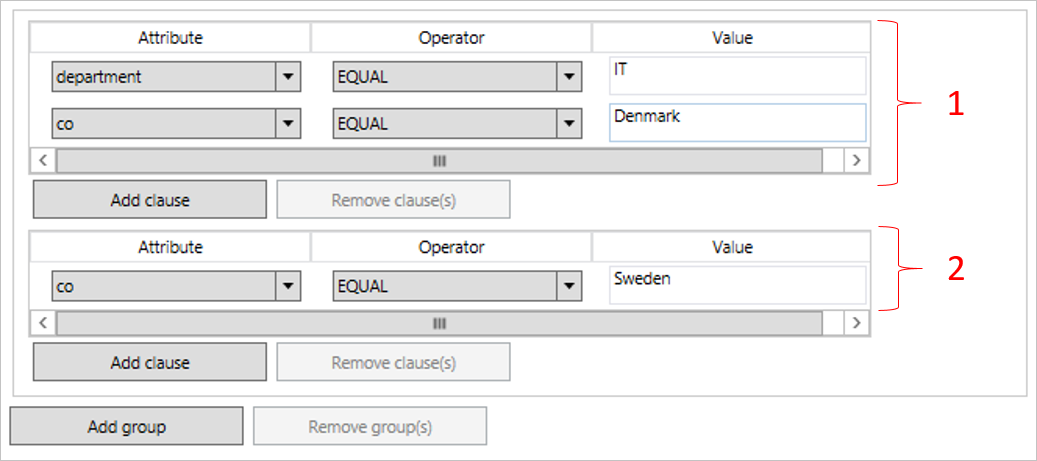 Attribute Operator Value
department EQUAL IT
co EQUAL Denmark
1
Add clause Remove clause(s)
Attribute Operator Value
co EQUAL Sweden
2
Add clause Remove clause(s)
Add group Remove group(s)